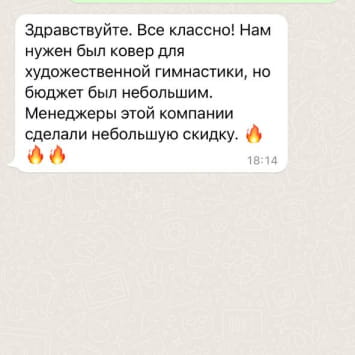 Здравствуйте. Все классно! Нам
нужен был ковер для
художественной гимнастики, но
бюджет был небольшим.
Менеджеры этой компании
сделали небольшую скидку. 🔥
🔥🔥
18:14